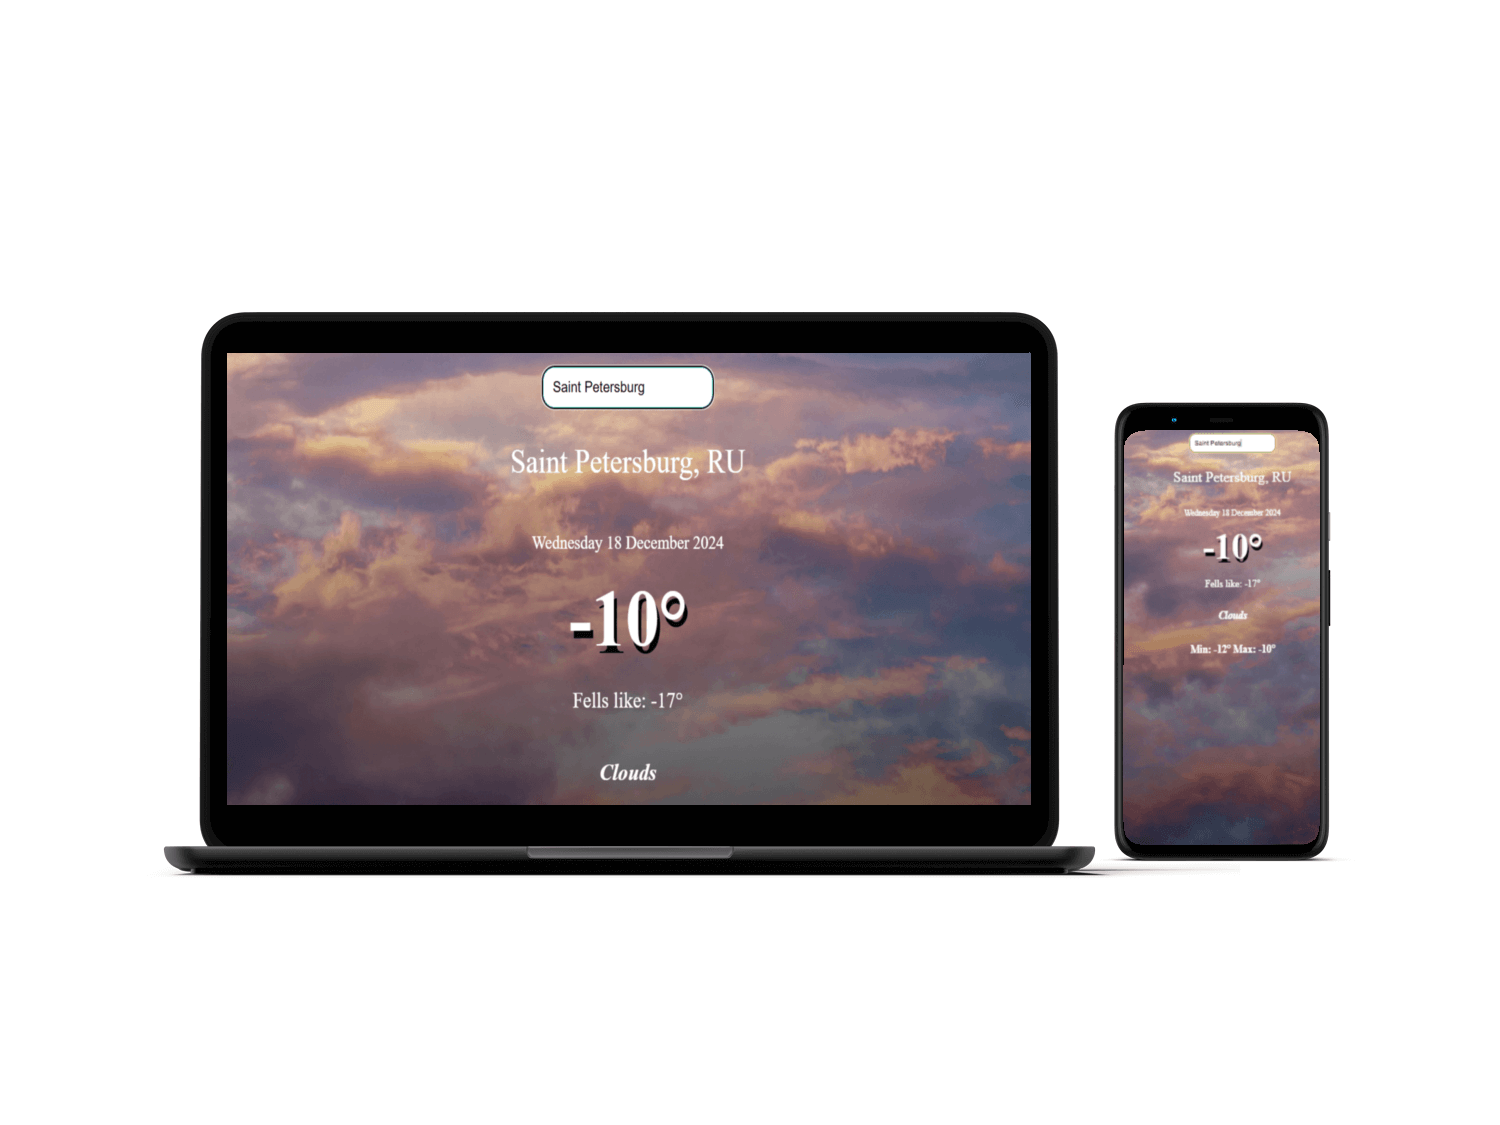 Saint Petersburg
Saint Petersburg, RU
Wednesday 18 December 2024
-10°
Fells like: -17°
Clouds
Saint Petersburg
Saint Petersburg, RU
Wednesday 18 December 2024
-10°
Fells like: -17°
Clouds
Min: -12° Max: -10°